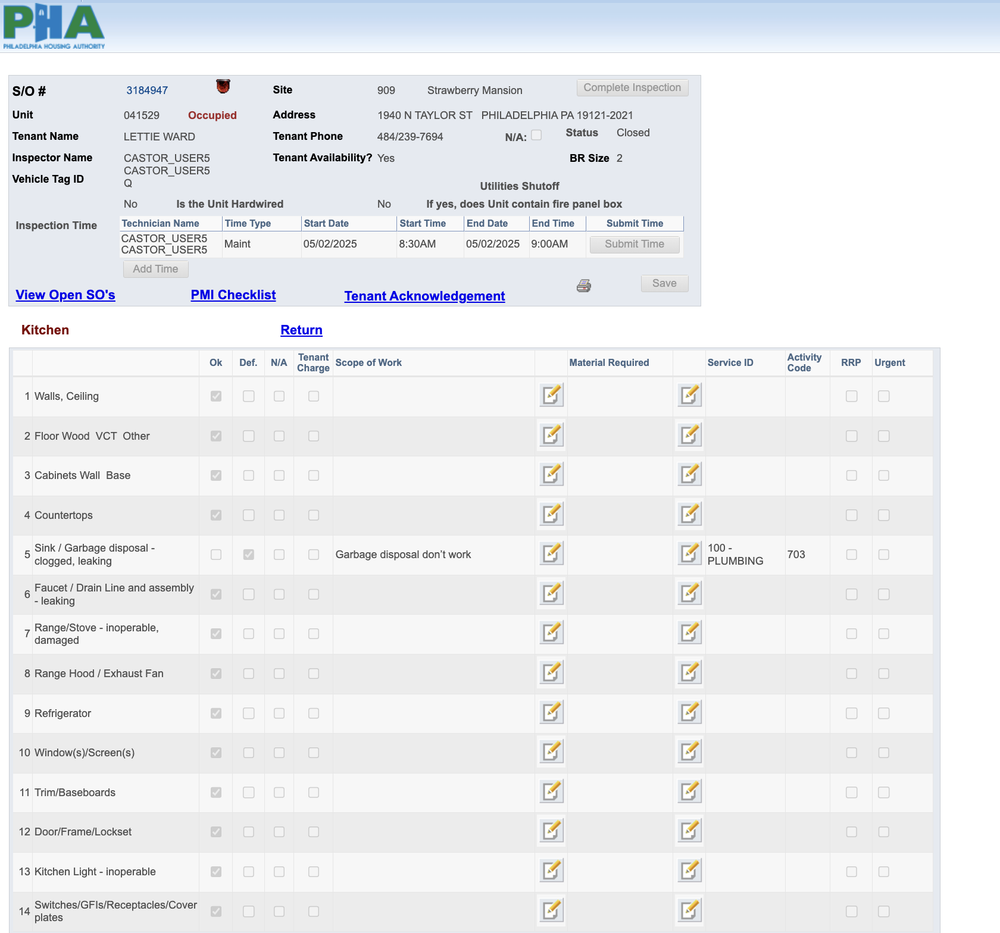 PHA
PHILADELPHIA HOUSING AUTHORITY
S/O # 3184947 Site 909 Strawberry Mansion Complete Inspection
Unit 041529 Occupied Address 1940 N TAYLOR ST PHILADELPHIA PA 19121-2021
Tenant Name LETTIE WARD Tenant Phone 484/239-7694 N/A: Status Closed
Inspector Name CASTOR_USER5 CASTOR_USER5 Tenant Availability? Yes BR Size 2
Vehicle Tag ID Q
Utilities Shutoff
No Is the Unit Hardwired No If yes, does Unit contain fire panel box
Inspection Time
Technician Name Time Type Start Date Start Time End Date End Time Submit Time
CASTOR_USER5 CASTOR_USER5 Maint 05/02/2025 8:30AM 05/02/2025 9:00AM Submit Time
Add Time
Save
View Open SO's PMI Checklist Tenant Acknowledgement
Kitchen Return
Ok Def. N/A Tenant Charge Scope of Work Material Required Service ID Activity Code RRP Urgent
1 Walls, Ceiling
2 Floor Wood VCT Other
3 Cabinets Wall Base
4 Countertops
5 Sink / Garbage disposal - clogged, leaking Garbage disposal don’t work 100 - PLUMBING 703
6 Faucet / Drain Line and assembly - leaking
7 Range/Stove - inoperable, damaged
8 Range Hood / Exhaust Fan
9 Refrigerator
10 Window(s)/Screen(s)
11 Trim/Baseboards
12 Door/Frame/Lockset
13 Kitchen Light - inoperable
14 Switches/GFIs/Receptacles/Cover plates